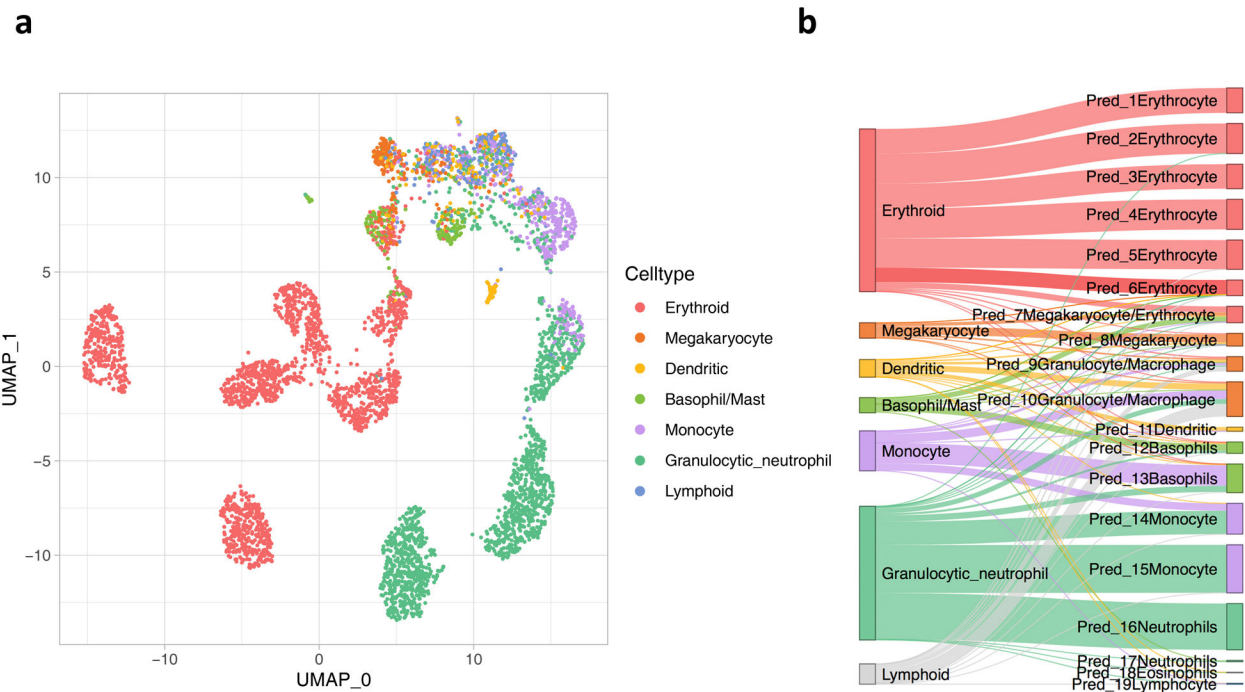 a
b
10
5
0
−5
−10
UMAP_1
−10
0
10
UMAP_0
Celltype
Erythroid
Megakaryocyte
Dendritic
Basophil/Mast
Monocyte
Granulocytic_neutrophil
Lymphoid
Erythroid
Megakaryocyte
Dendritic
Basophil/Mast
Monocyte
Granulocytic_neutrophil
Lymphoid
Pred_1Erythrocyte
Pred_2Erythrocyte
Pred_3Erythrocyte
Pred_4Erythrocyte
Pred_5Erythrocyte
Pred_6Erythrocyte
Pred_7Megakaryocyte/Erythrocyte
Pred_8Megakaryocyte
Pred_9Granulocyte/Macrophage
Pred_10Granulocyte/Macrophage
Pred_11Dendritic
Pred_12Basophils
Pred_13Basophils
Pred_14Monocyte
Pred_15Monocyte
Pred_16Neutrophils
Pred_17Neutrophils
Pred_18Eosinophils
Pred_19Lymphocyte